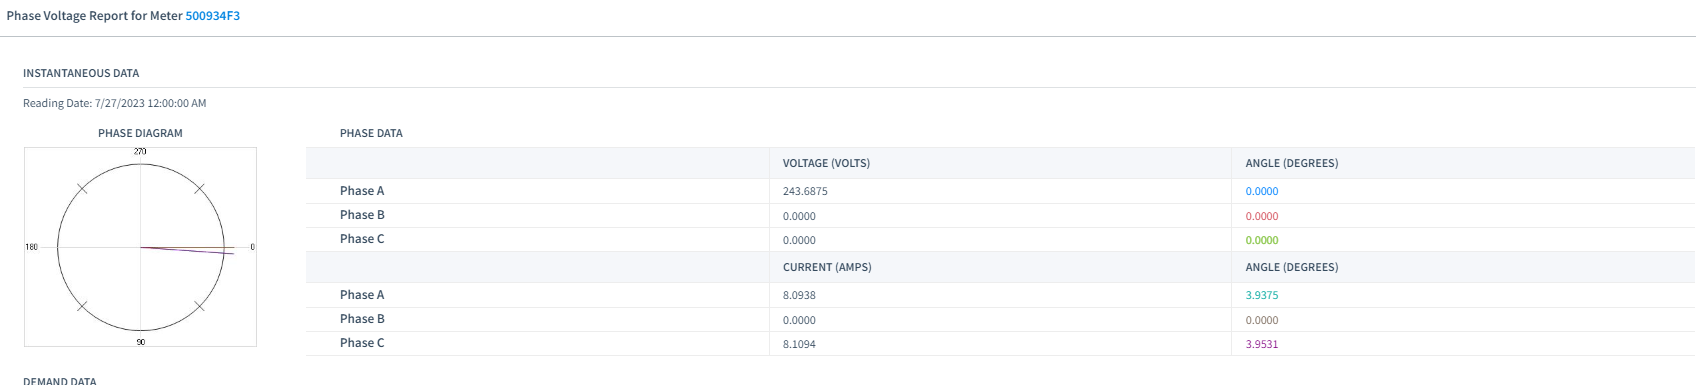 Phase Voltage Report for Meter 500934F3
INSTANTANEOUS DATA
Reading Date: 7/27/2023 12:00:00 AM
PHASE DIAGRAM
270
180
0
90
PHASE DATA
VOLTAGE (VOLTS) ANGLE (DEGREES)
Phase A 243.6875 0.0000
Phase B 0.0000 0.0000
Phase C 0.0000 0.0000
CURRENT (AMPS) ANGLE (DEGREES)
Phase A 8.0938 3.9375
Phase B 0.0000 0.0000
Phase C 8.1094 3.9531
DEMAND DATA